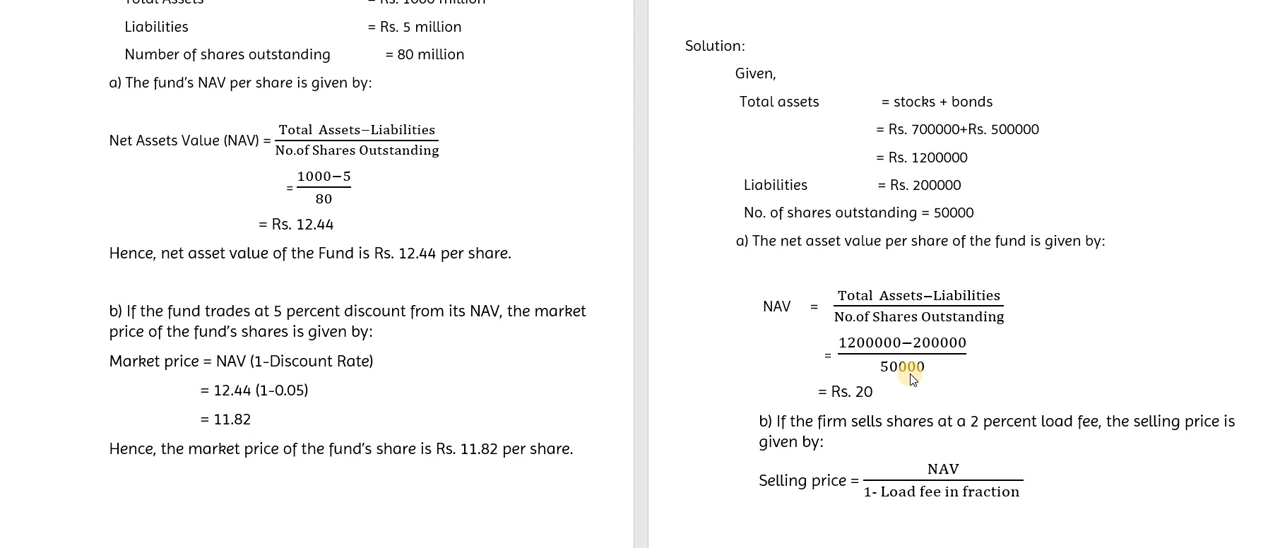 Total Assets = Rs. 1000 million
Liabilities = Rs. 5 million
Number of shares outstanding = 80 million
a) The fund's NAV per share is given by:
Net Assets Value (NAV) = Total Assets−Liabilities
No.of Shares Outstanding
= 1000−5
80
= Rs. 12.44
Hence, net asset value of the Fund is Rs. 12.44 per share.
b) If the fund trades at 5 percent discount from its NAV, the market
price of the fund's shares is given by:
Market price = NAV (1-Discount Rate)
= 12.44 (1-0.05)
= 11.82
Hence, the market price of the fund's share is Rs. 11.82 per share.
Solution:
Given,
Total assets = stocks + bonds
= Rs. 700000+Rs. 500000
= Rs. 1200000
Liabilities = Rs. 200000
No. of shares outstanding = 50000
a) The net asset value per share of the fund is given by:
NAV = Total Assets−Liabilities
No.of Shares Outstanding
= 1200000−200000
50000
= Rs. 20
b) If the firm sells shares at a 2 percent load fee, the selling price is
given by:
Selling price = NAV
1- Load fee in fraction